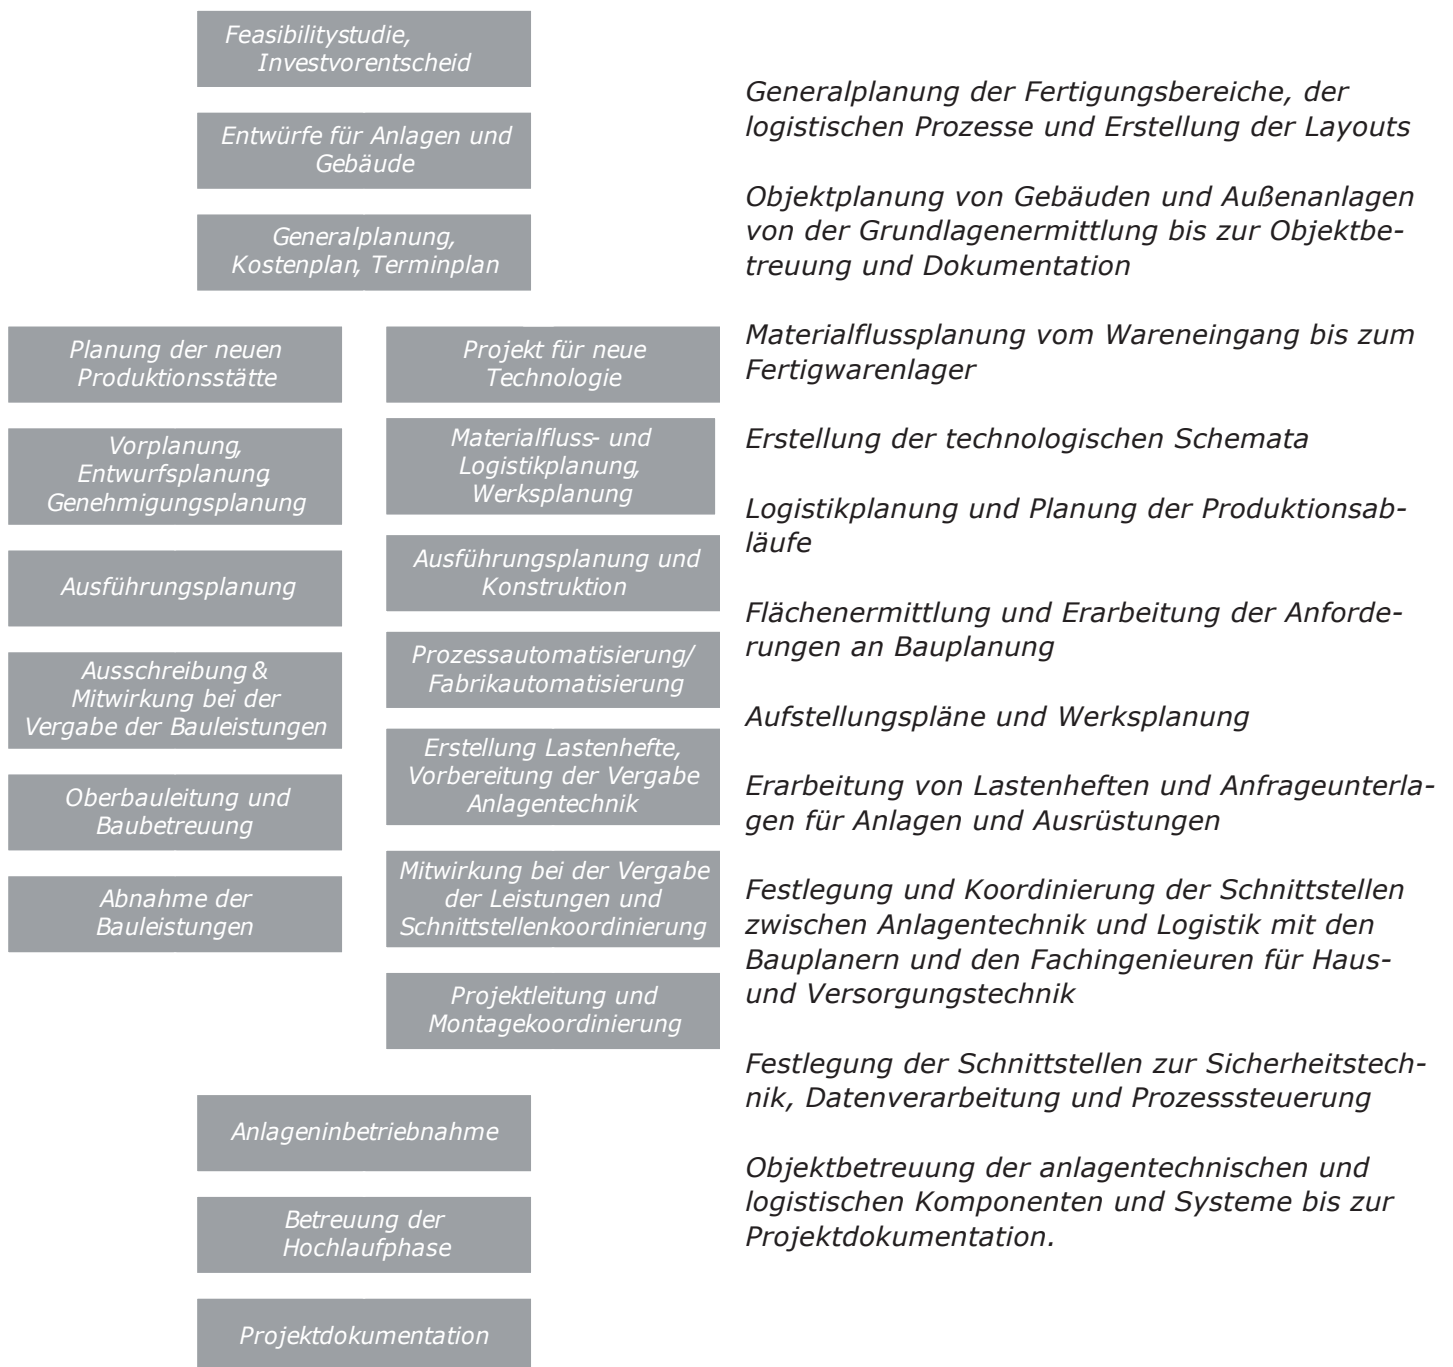 Feasibilitystudie,
Investvorentscheid
Entwürfe für Anlagen und
Gebäude
Generalplanung,
Kostenplan, Terminplan
Planung der neuen
Produktionsstätte
Vorplanung,
Entwurfsplanung,
Genehmigungsplanung
Ausführungsplanung
Ausschreibung &
Mitwirkung bei der
Vergabe der Bauleistungen
Oberbauleitung und
Baubetreuung
Abnahme der
Bauleistungen
Projekt für neue
Technologie
Materialfluss- und
Logistikplanung,
Werksplanung
Ausführungsplanung und
Konstruktion
Prozessautomatisierung/
Fabrikautomatisierung
Erstellung Lastenhefte,
Vorbereitung der Vergabe
Anlagentechnik
Mitwirkung bei der Vergabe
der Leistungen und
Schnittstellenkoordinierung
Projektleitung und
Montagekoordinierung
Anlageninbetriebnahme
Betreuung der
Hochlaufphase
Projektdokumentation
Generalplanung der Fertigungsbereiche, der
logistischen Prozesse und Erstellung der Layouts
Objektplanung von Gebäuden und Außenanlagen
von der Grundlagenermittlung bis zur Objektbe-
treuung und Dokumentation
Materialflussplanung vom Wareneingang bis zum
Fertigwarenlager
Erstellung der technologischen Schemata
Logistikplanung und Planung der Produktionsab-
läufe
Flächenermittlung und Erarbeitung der Anforde-
rungen an Bauplanung
Aufstellungspläne und Werksplanung
Erarbeitung von Lastenheften und Anfrageunterla-
gen für Anlagen und Ausrüstungen
Festlegung und Koordinierung der Schnittstellen
zwischen Anlagentechnik und Logistik mit den
Bauplanern und den Fachingenieuren für Haus-
und Versorgungstechnik
Festlegung der Schnittstellen zur Sicherheitstech-
nik, Datenverarbeitung und Prozesssteuerung
Objektbetreuung der anlagentechnischen und
logistischen Komponenten und Systeme bis zur
Projektdokumentation.